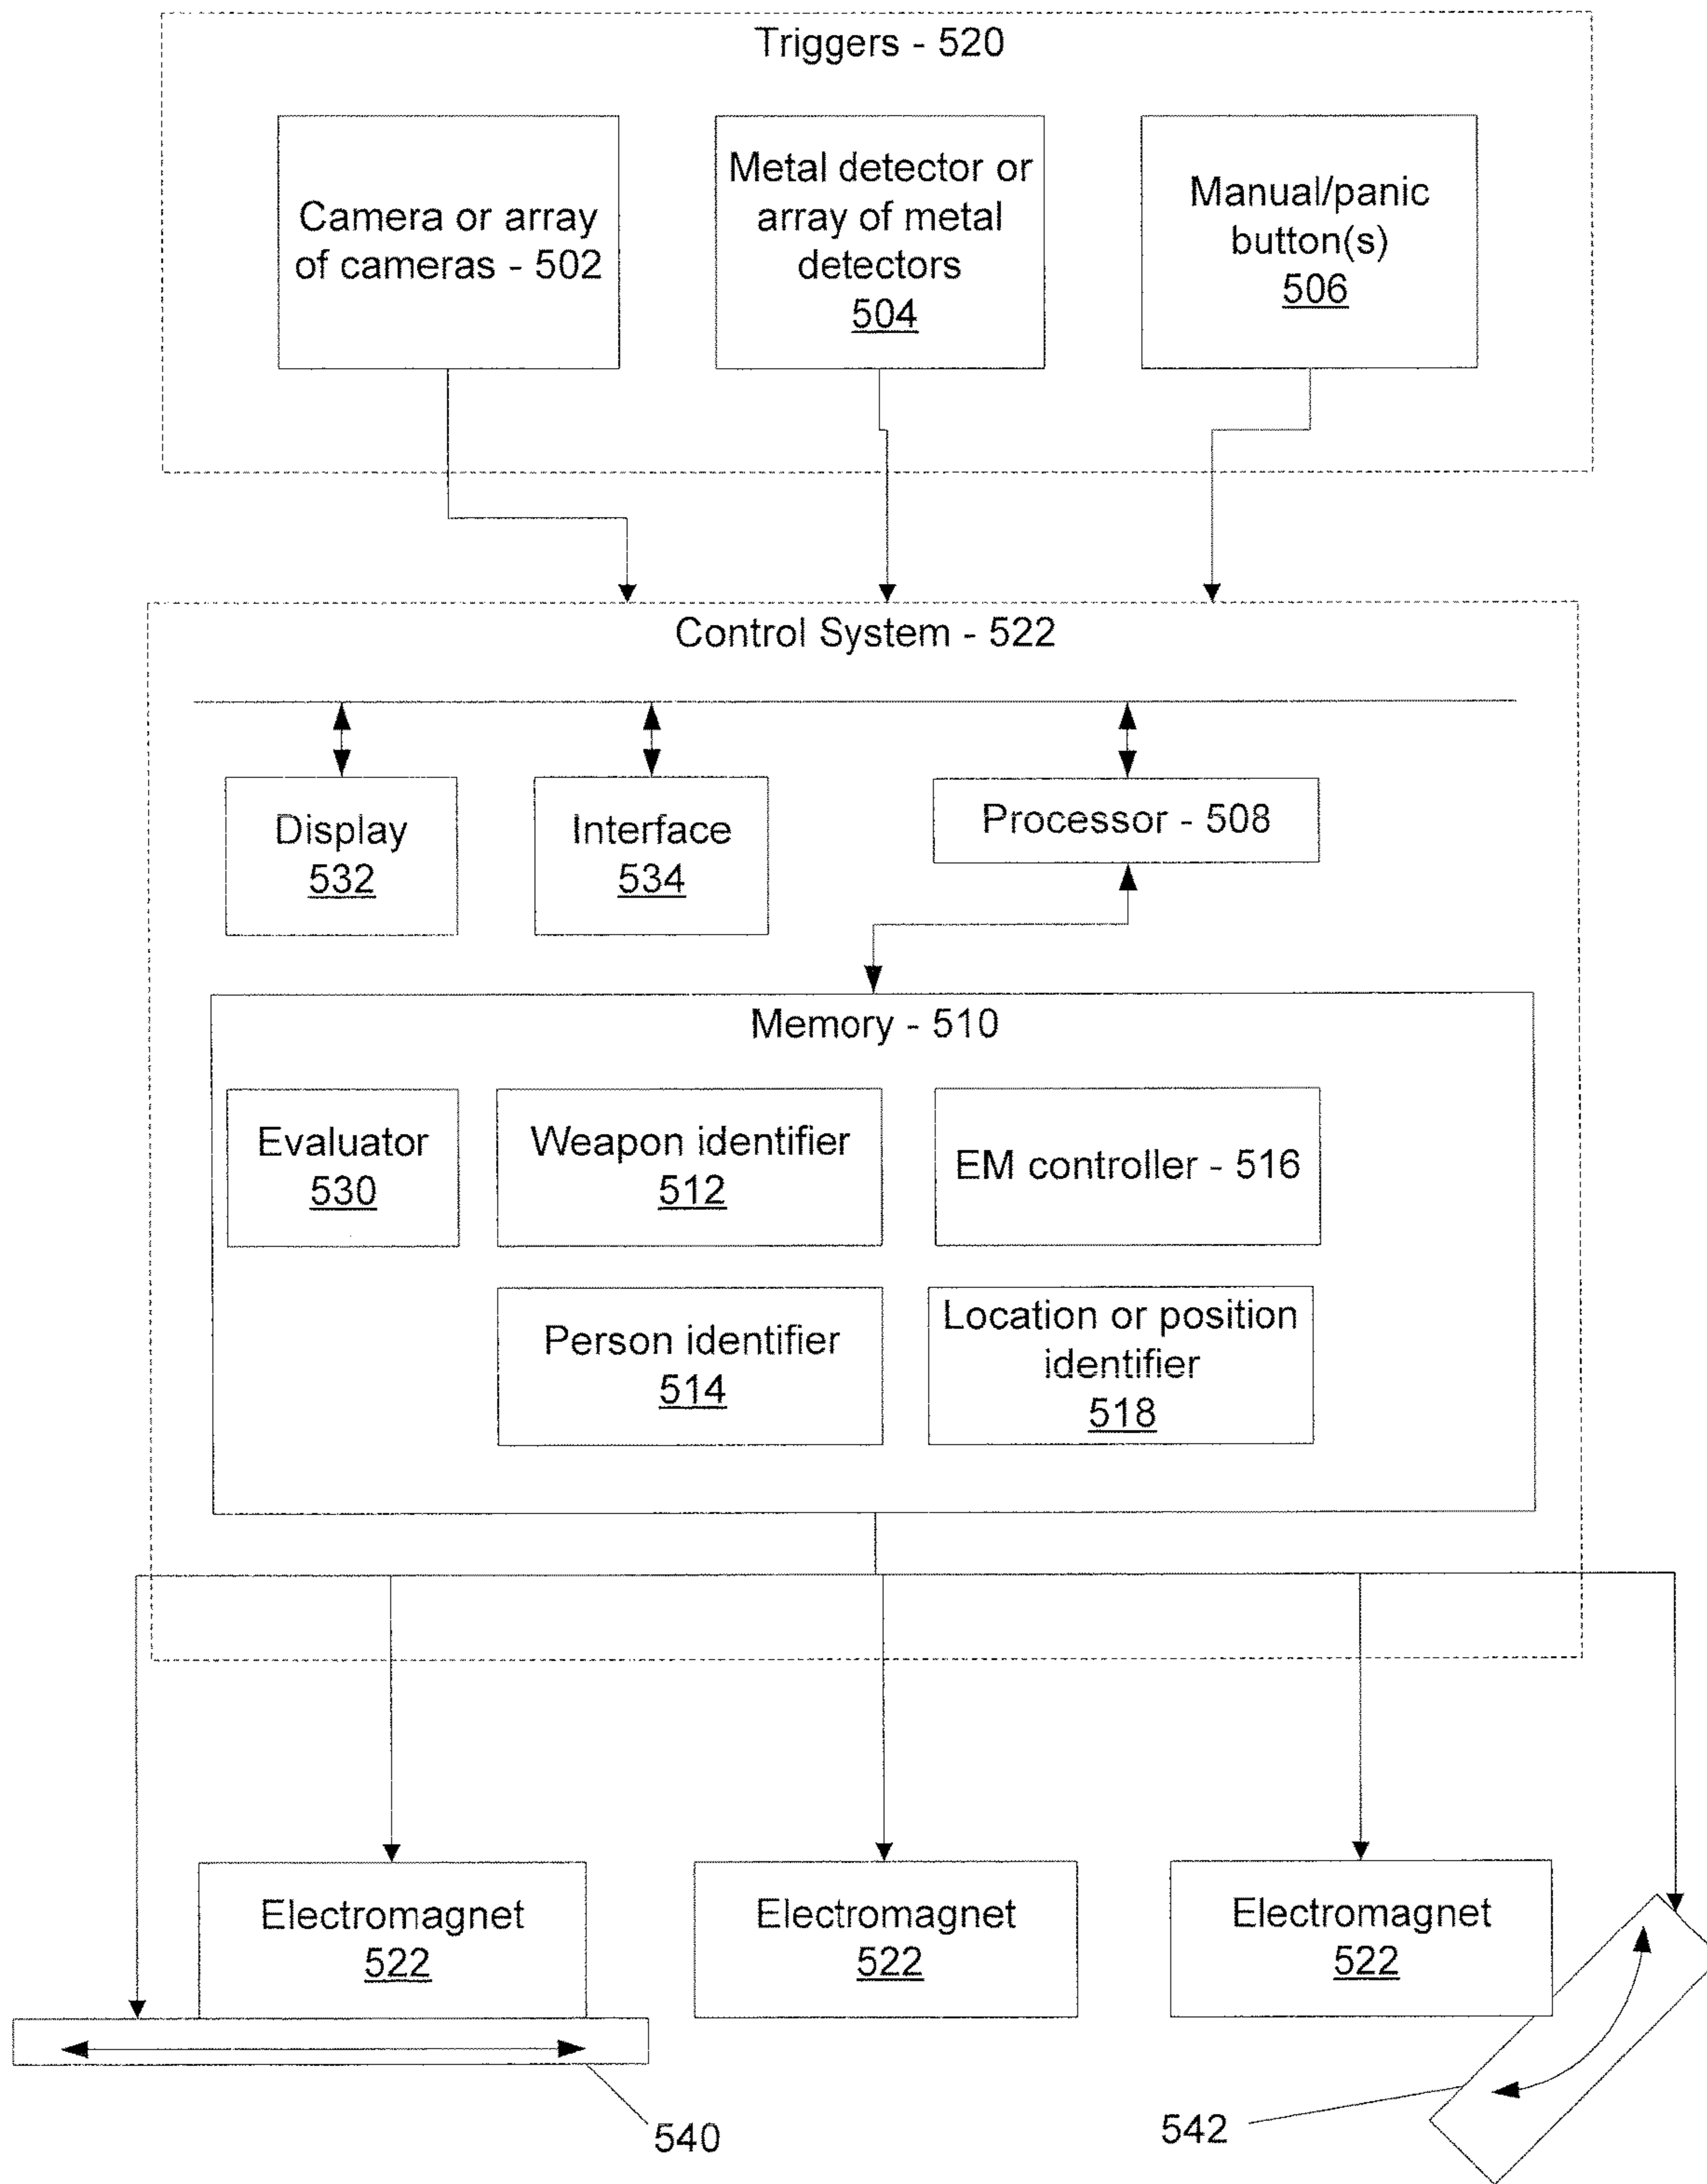 Triggers - 520
Camera or array
of cameras - 502
Metal detector or
array of metal
detectors
504
Manual/panic
button(s)
506
Control System - 522
Display
532
Interface
534
Processor - 508
Memory - 510
Evaluator
530
Weapon identifier
512
EM controller - 516
Person identifier
514
Location or position
identifier
518
Electromagnet
522
Electromagnet
522
Electromagnet
522
540
542